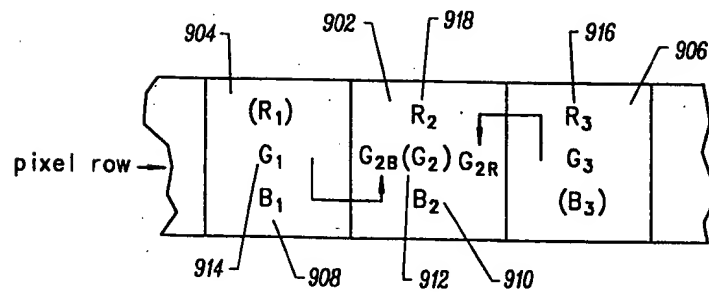 904 902 918 916 906
(R₁) R₂ R₃
pixel row G₁ G₂B(G₂) G₂R G₃
B₁ B₂ (B₃)
914 908 912 910